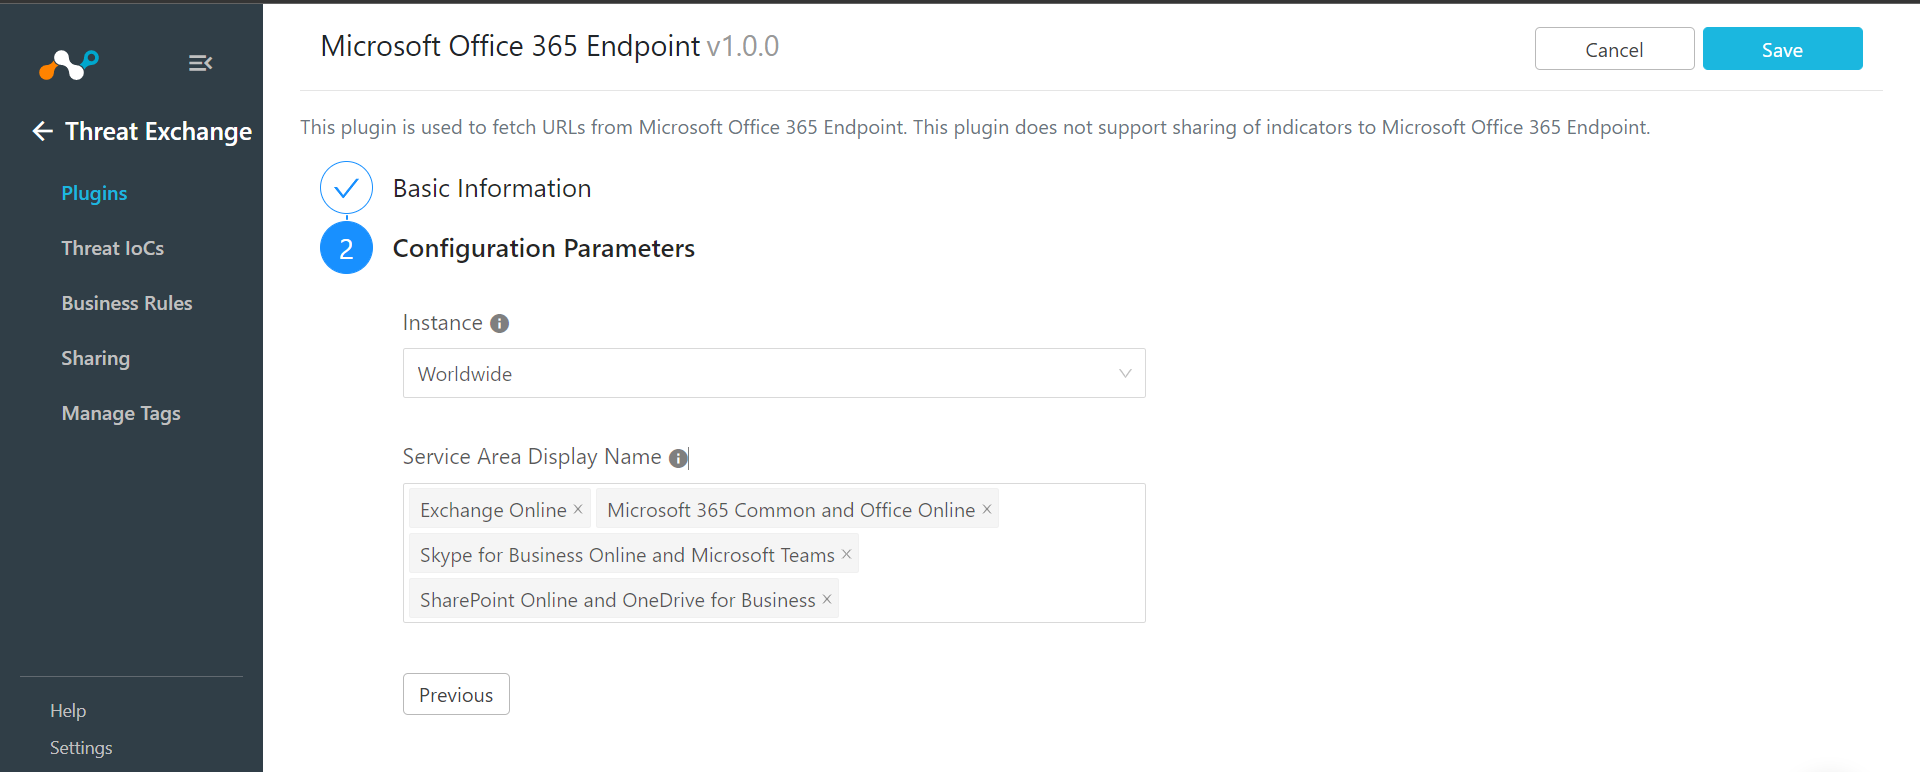 Microsoft Office 365 Endpoint v1.0.0
Cancel
Save
Threat Exchange
Plugins
Threat IoCs
Business Rules
Sharing
Manage Tags
Help
Settings
This plugin is used to fetch URLs from Microsoft Office 365 Endpoint. This plugin does not support sharing of indicators to Microsoft Office 365 Endpoint.
Basic Information
2 Configuration Parameters
Instance
Worldwide
Service Area Display Name
Exchange Online × Microsoft 365 Common and Office Online ×
Skype for Business Online and Microsoft Teams ×
SharePoint Online and OneDrive for Business ×
Previous